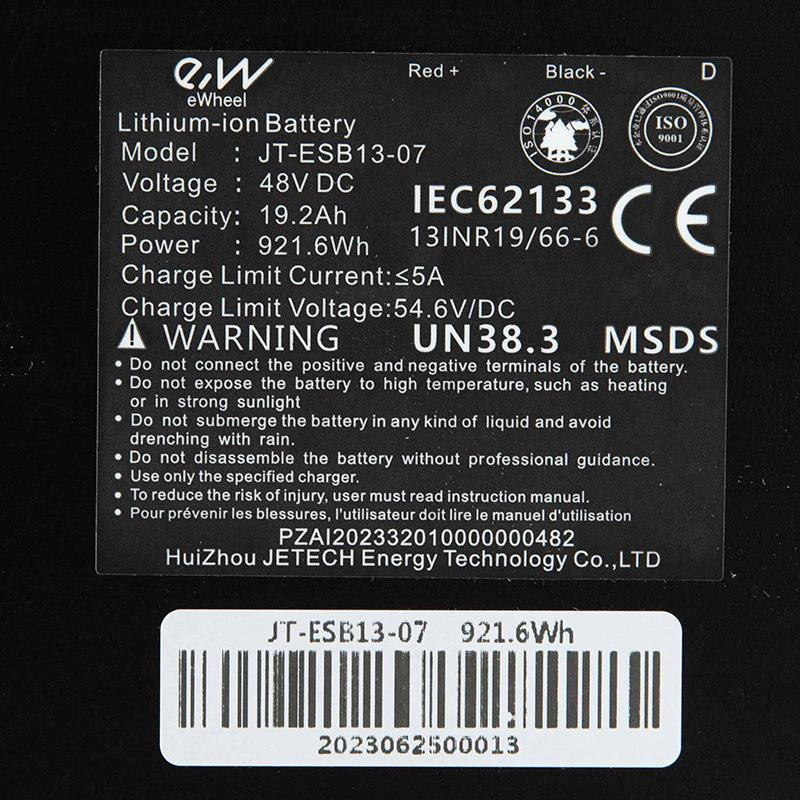 eW
eWheel
Red + Black - D
Lithium-ion Battery
ISO14000
ISO
9001
Model : JT-ESB13-07
Voltage : 48V DC
Capacity: 19.2Ah
IEC62133
CE
Power : 921.6Wh
13INR19/66-6
Charge Limit Current:≤5A
Charge Limit Voltage:54.6V/DC
WARNING UN38.3 MSDS
• Do not connect the positive and negative terminals of the battery.
• Do not expose the battery to high temperature, such as heating
or in strong sunlight
• Do not submerge the battery in any kind of liquid and avoid
drenching with rain.
• Do not disassemble the battery without professional guidance.
• Use only the specified charger.
• To reduce the risk of injury, user must read instruction manual.
• Pour prévenir les blessures, l'utilisateur doit lire le manuel d'utilisation
PZAI202332010000000482
HuiZhou JETECH Energy Technology Co.,LTD
JT-ESB13-07 921.6Wh
2023062500013